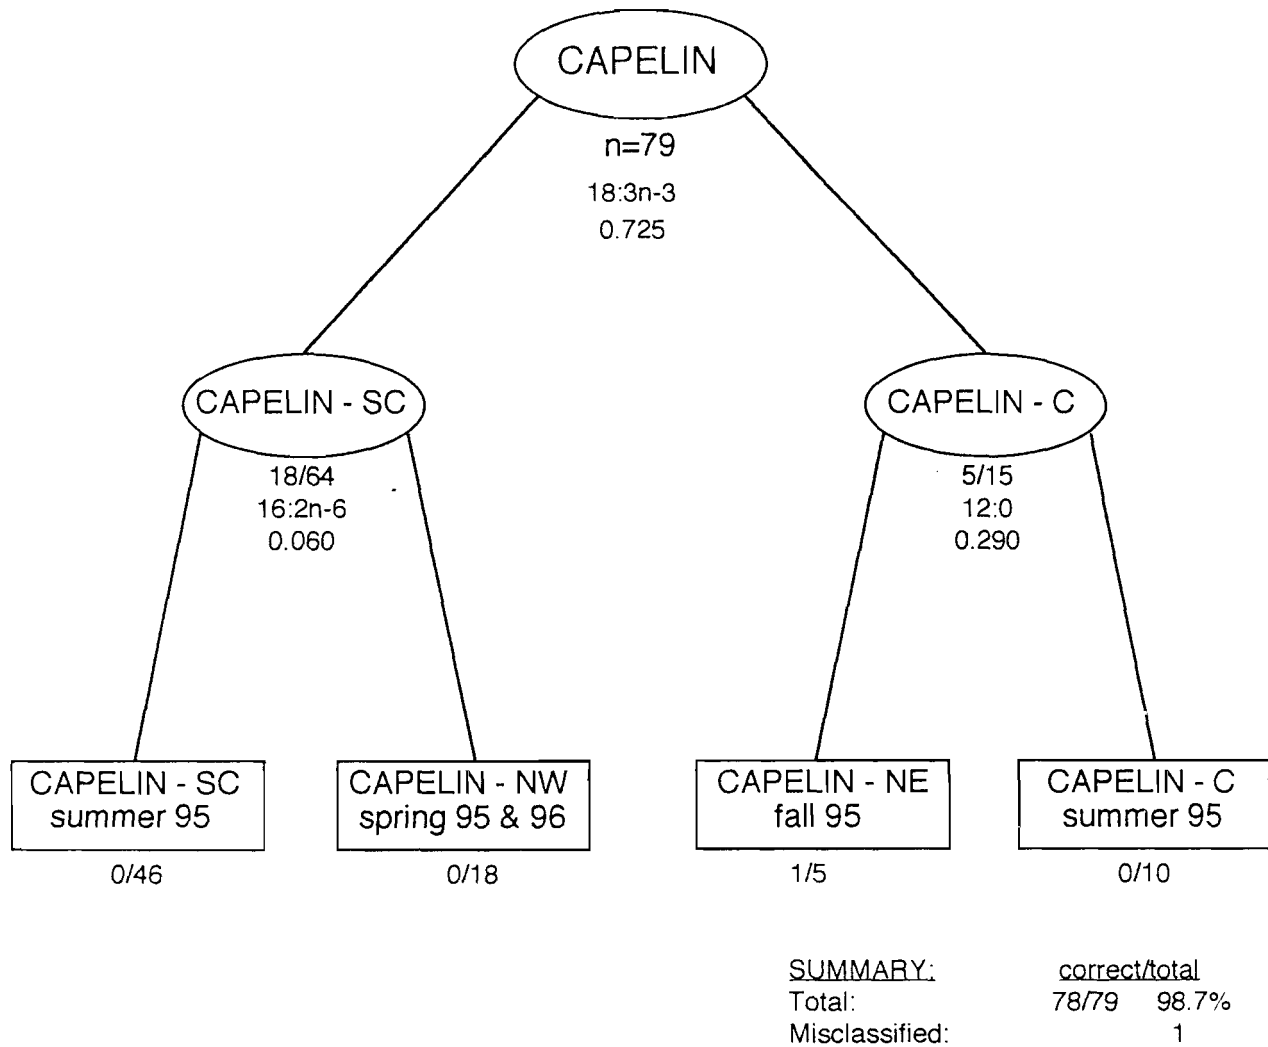 CAPELIN
n=79
18:3n-3
0.725
CAPELIN - SC
18/64
16:2n-6
0.060
CAPELIN - C
5/15
12:0
0.290
CAPELIN - SC
summer 95
0/46
CAPELIN - NW
spring 95 & 96
0/18
CAPELIN - NE
fall 95
1/5
CAPELIN - C
summer 95
0/10
SUMMARY: correct/total
Total: 78/79 98.7%
Misclassified: 1